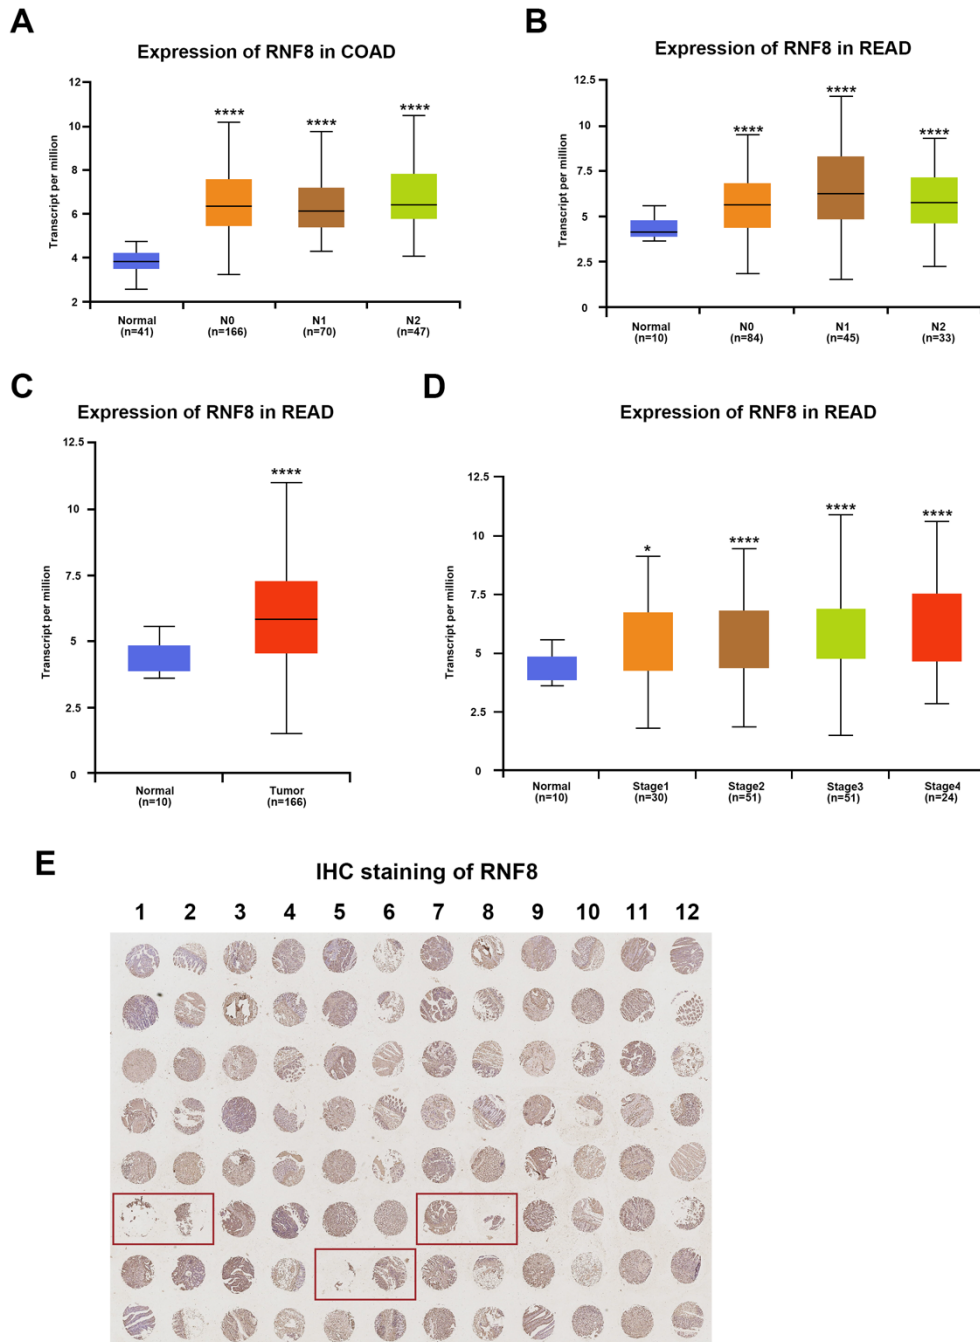 A
Expression of RNF8 in COAD
Transcript per million
12
10
8
6
4
2
****
****
****
Normal
(n=41)
N0
(n=166)
N1
(n=70)
N2
(n=47)
B
Expression of RNF8 in READ
Transcript per million
12.5
10
7.5
5
2.5
0
****
****
****
Normal
(n=10)
N0
(n=84)
N1
(n=45)
N2
(n=33)
C
Expression of RNF8 in READ
Transcript per million
12.5
10
7.5
5
2.5
0
****
Normal
(n=10)
Tumor
(n=166)
D
Expression of RNF8 in READ
Transcript per million
12.5
10
7.5
5
2.5
0
*
****
****
****
Normal
(n=10)
Stage1
(n=30)
Stage2
(n=51)
Stage3
(n=51)
Stage4
(n=24)
E
IHC staining of RNF8
1 2 3 4 5 6 7 8 9 10 11 12